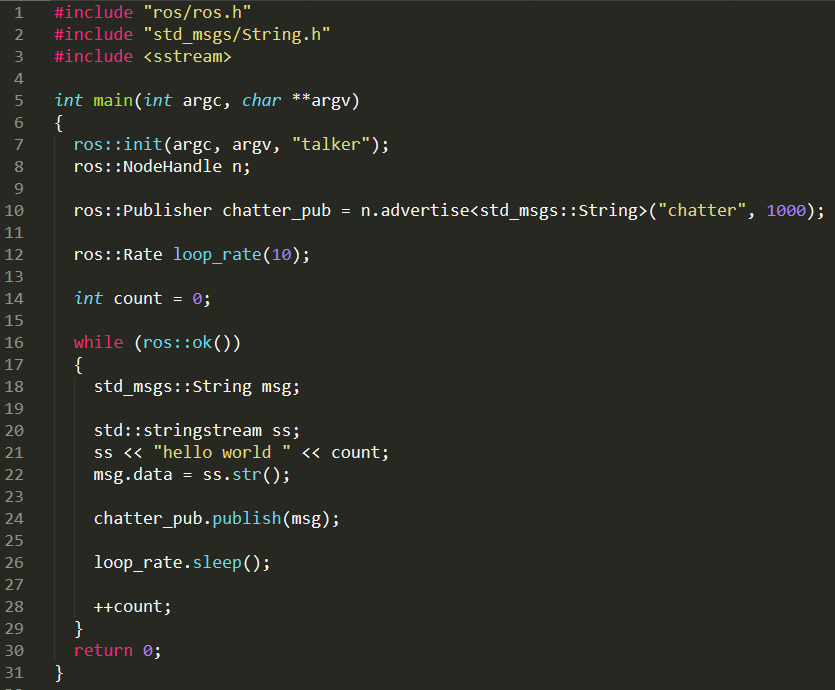 1 #include "ros/ros.h"
2 #include "std_msgs/String.h"
3 #include <sstream>
4
5 int main(int argc, char **argv)
6 {
7   ros::init(argc, argv, "talker");
8   ros::NodeHandle n;
9
10   ros::Publisher chatter_pub = n.advertise<std_msgs::String>("chatter", 1000);
11
12   ros::Rate loop_rate(10);
13
14   int count = 0;
15
16   while (ros::ok())
17   {
18     std_msgs::String msg;
19
20     std::stringstream ss;
21     ss << "hello world " << count;
22     msg.data = ss.str();
23
24     chatter_pub.publish(msg);
25
26     loop_rate.sleep();
27
28     ++count;
29   }
30   return 0;
31 }